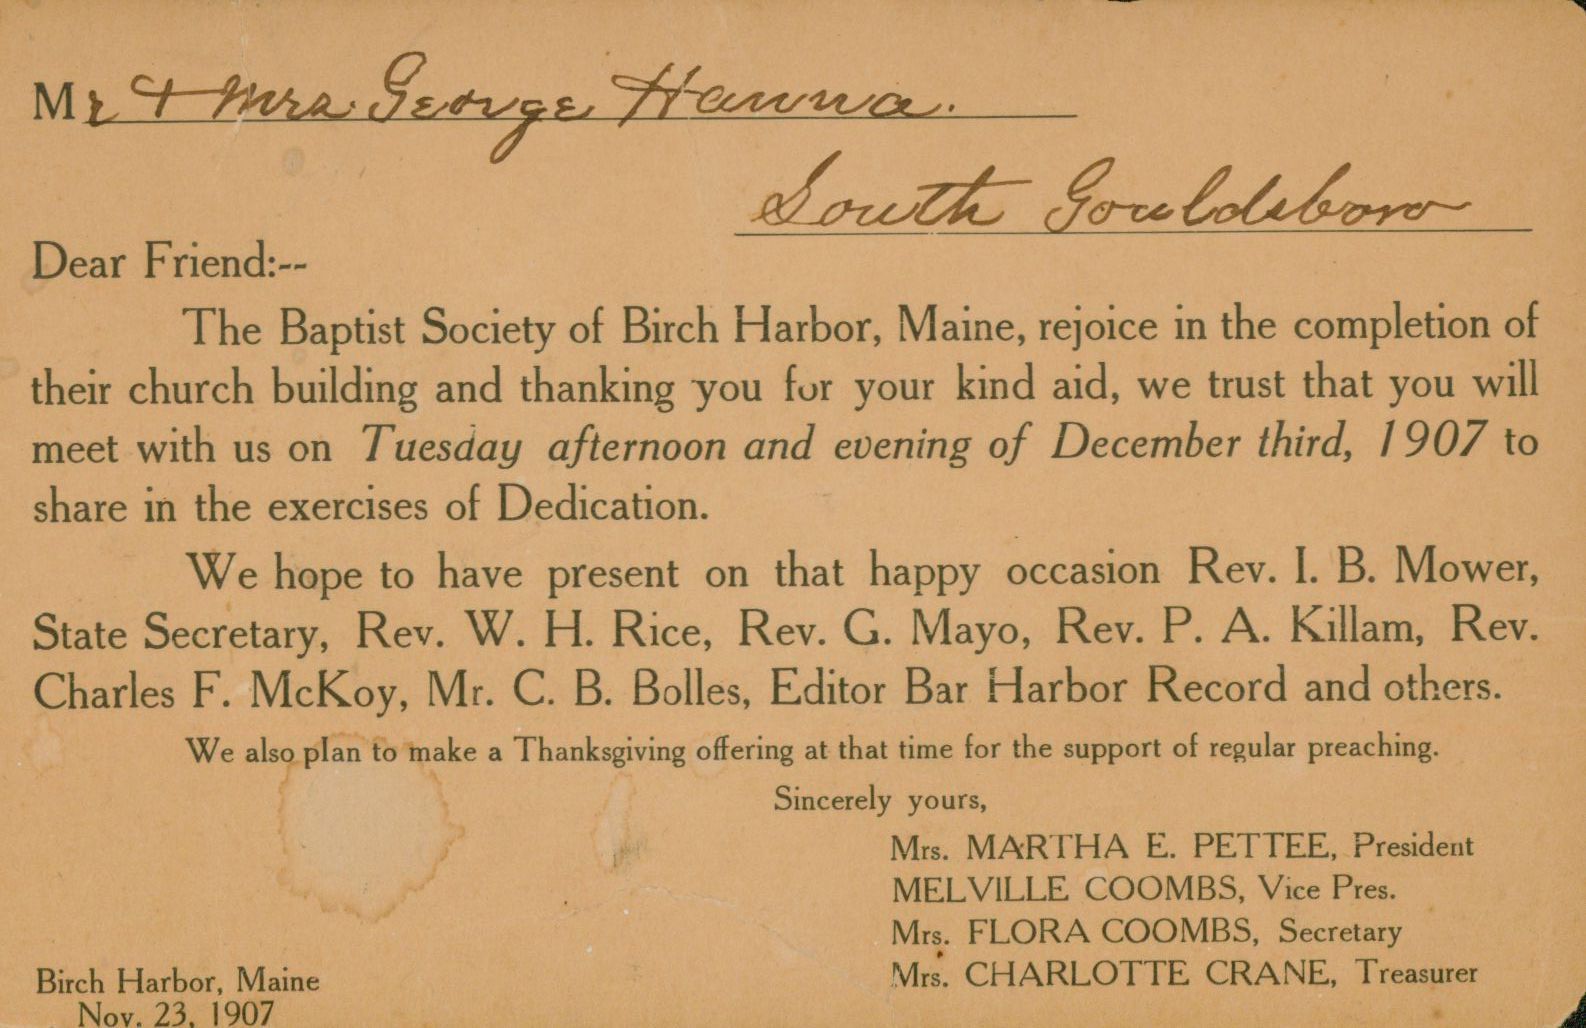 Mr & Mrs. George Hanna.
South Gouldsboro
Dear Friend:--
The Baptist Society of Birch Harbor, Maine, rejoice in the completion of
their church building and thanking you for your kind aid, we trust that you will
meet with us on Tuesday afternoon and evening of December third, 1907 to
share in the exercises of Dedication.
We hope to have present on that happy occasion Rev. I. B. Mower,
State Secretary, Rev. W. H. Rice, Rev. G. Mayo, Rev. P. A. Killam, Rev.
Charles F. McKoy, Mr. C. B. Bolles, Editor Bar Harbor Record and others.
We also plan to make a Thanksgiving offering at that time for the support of regular preaching.
Sincerely yours,
Mrs. MARTHA E. PETTEE, President
MELVILLE COOMBS, Vice Pres.
Mrs. FLORA COOMBS, Secretary
Mrs. CHARLOTTE CRANE, Treasurer
Birch Harbor, Maine
Nov. 23, 1907